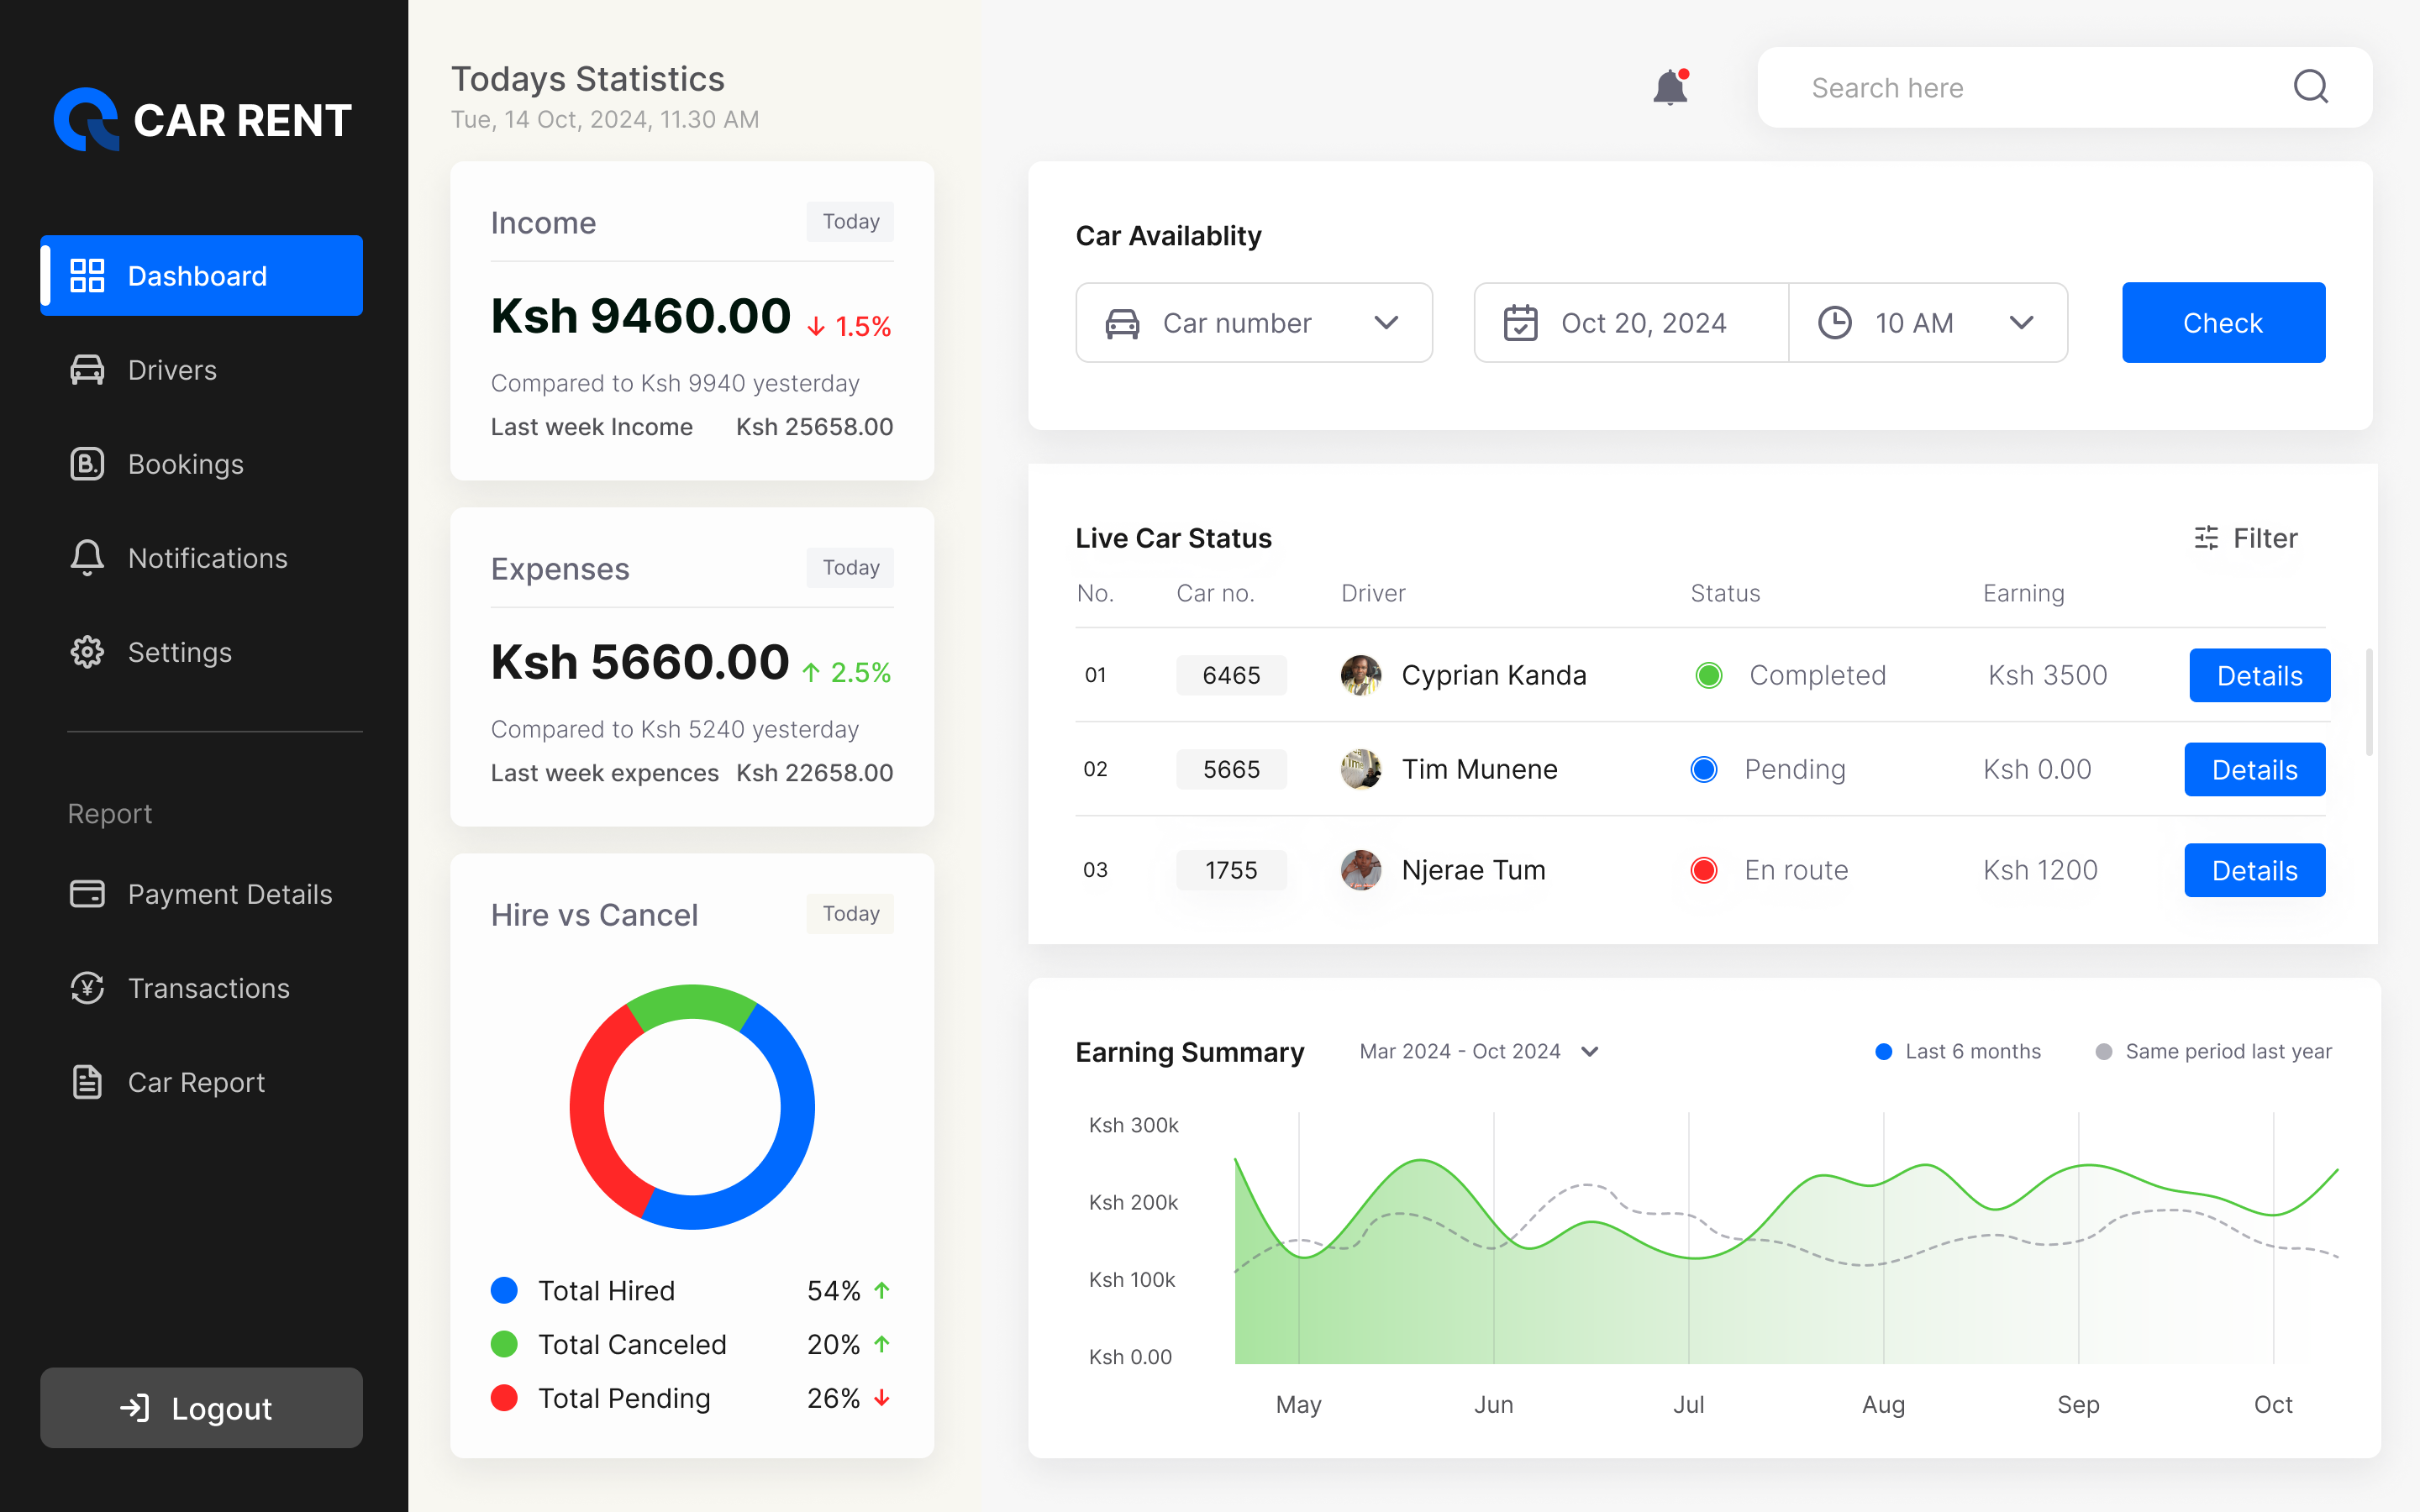 CAR RENT
Dashboard
Drivers
B. Bookings
Notifications
Settings
Report
Payment Details
¥ Transactions
Car Report
Logout
Todays Statistics
Tue, 14 Oct, 2024, 11.30 AM
Income Today
Ksh 9460.00 ↓ 1.5%
Compared to Ksh 9940 yesterday
Last week Income Ksh 25658.00
Expenses Today
Ksh 5660.00 ↑ 2.5%
Compared to Ksh 5240 yesterday
Last week expences Ksh 22658.00
Hire vs Cancel Today
Total Hired 54% ↑
Total Canceled 20% ↑
Total Pending 26% ↓
Search here
Car Availablity
Car number Oct 20, 2024 10 AM Check
Live Car Status Filter
No. Car no. Driver Status Earning
01 6465 Cyprian Kanda Completed Ksh 3500 Details
02 5665 Tim Munene Pending Ksh 0.00 Details
03 1755 Njerae Tum En route Ksh 1200 Details
Earning Summary Mar 2024 - Oct 2024 Last 6 months Same period last year
Ksh 300k
Ksh 200k
Ksh 100k
Ksh 0.00
May Jun Jul Aug Sep Oct